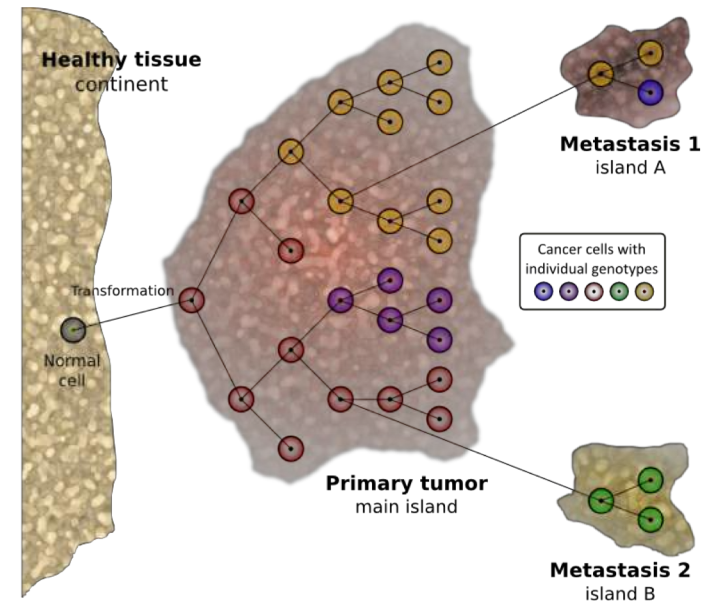 Healthy tissue
continent
Metastasis 1
island A
Cancer cells with
individual genotypes
Transformation
Normal
cell
Primary tumor
main island
Metastasis 2
island B